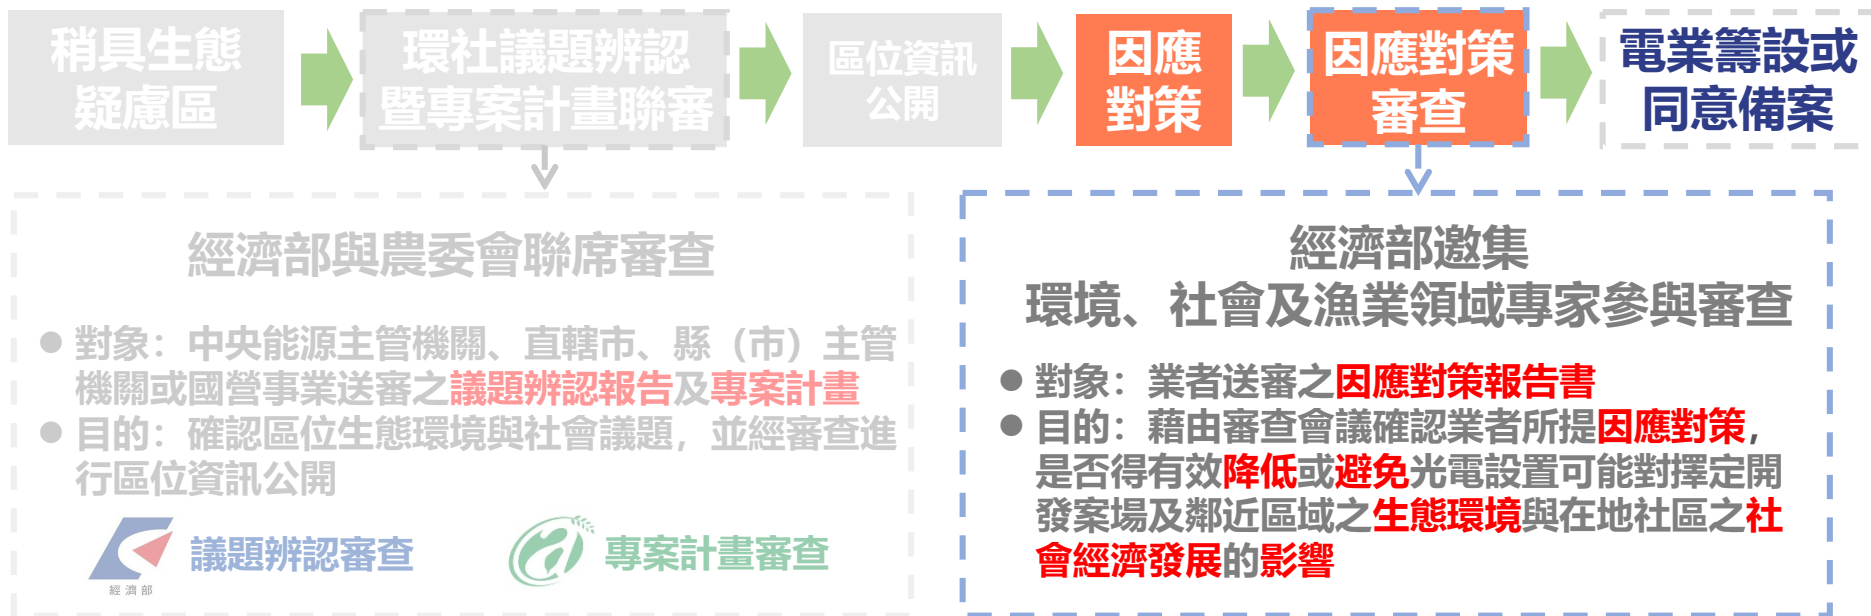 稍具生態
疑慮區
環社議題辨認
暨專案計畫聯審
區位資訊
公開
因應
對策
因應對策
審查
電業籌設或
同意備案
經濟部與農委會聯席審查
● 對象：中央能源主管機關、直轄市、縣（市）主管
機關或國營事業送審之議題辨認報告及專案計畫
● 目的：確認區位生態環境與社會議題，並經審查進
行區位資訊公開
經濟部
議題辨認審查
專案計畫審查
經濟部邀集
環境、社會及漁業領域專家參與審查
● 對象：業者送審之因應對策報告書
● 目的：藉由審查會議確認業者所提因應對策，
是否得有效降低或避免光電設置可能對擇定開
發案場及鄰近區域之生態環境與在地社區之社
會經濟發展的影響